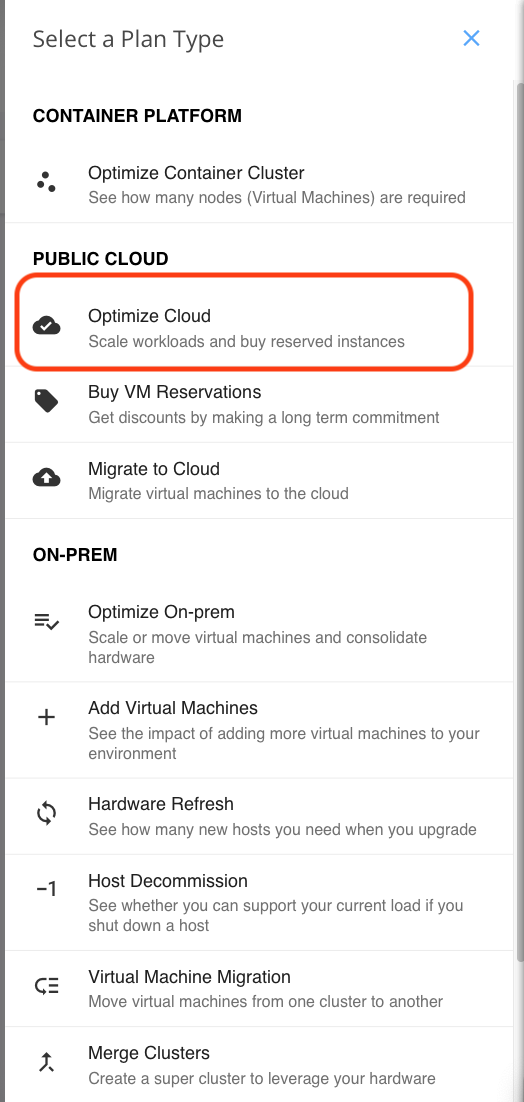 Select a Plan Type
CONTAINER PLATFORM
Optimize Container Cluster
See how many nodes (Virtual Machines) are required
PUBLIC CLOUD
Optimize Cloud
Scale workloads and buy reserved instances
Buy VM Reservations
Get discounts by making a long term commitment
Migrate to Cloud
Migrate virtual machines to the cloud
ON-PREM
Optimize On-prem
Scale or move virtual machines and consolidate
hardware
Add Virtual Machines
See the impact of adding more virtual machines to your
environment
Hardware Refresh
See how many new hosts you need when you upgrade
−1
Host Decommission
See whether you can support your current load if you
shut down a host
Virtual Machine Migration
Move virtual machines from one cluster to another
Merge Clusters
Create a super cluster to leverage your hardware